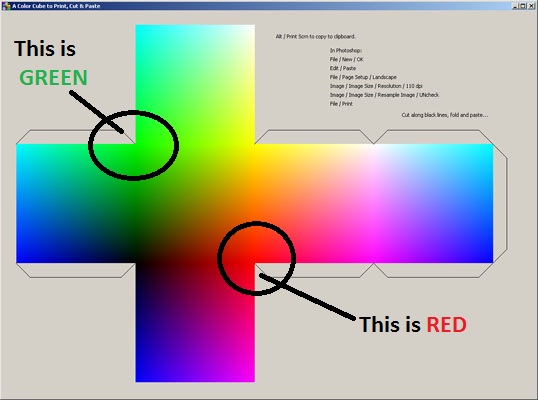 A Color Cube to Print, Cut & Paste
This is
GREEN
Alt / Print Scrn to copy to clipboard.
In Photoshop:
File / New / OK
Edit / Paste
File / Page Setup / Landscape
Image / Image Size / Resolution / 110 dpi
Image / Image Size / Resample Image / UNcheck
File / Print
Cut along black lines, fold and paste...
This is RED